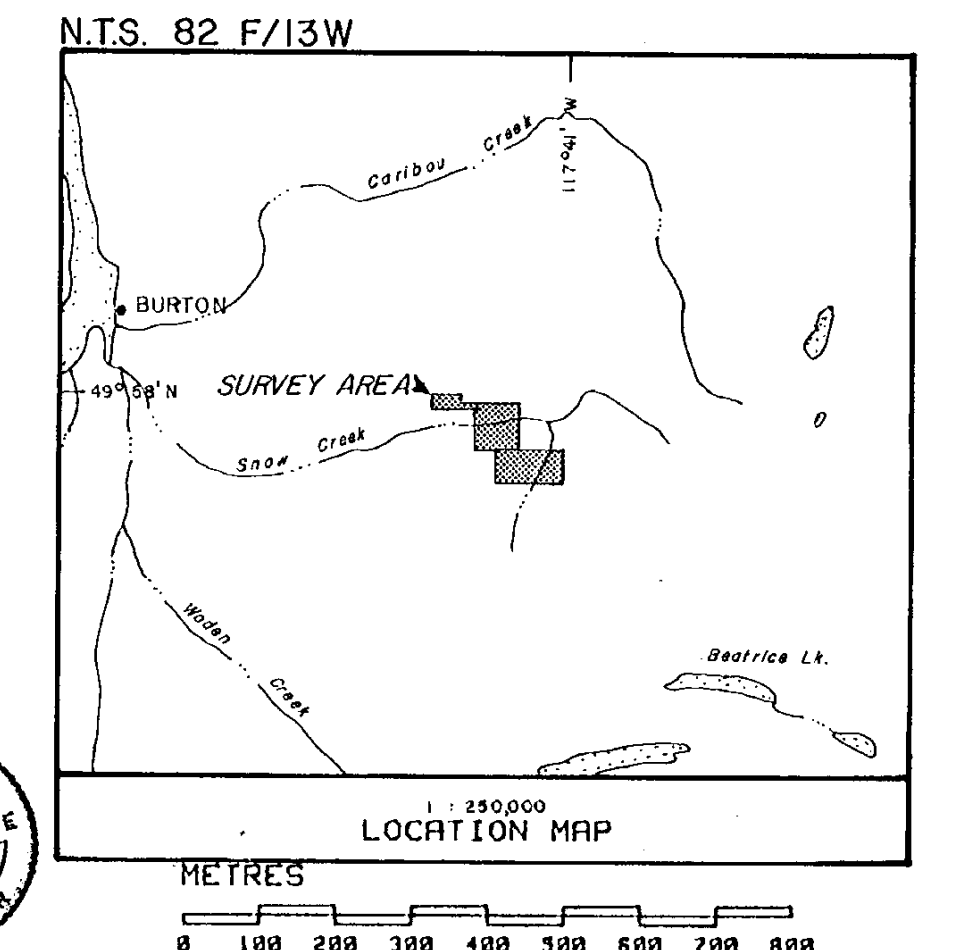 N.T.S. 82 F/13W
Caribou Creek
117°41' W
BURTON
49°58' N
SURVEY AREA
Snow Creek
Woden Creek
Beatrice Lk.
1 : 250,000
LOCATION MAP
METRES
0 100 200 300 400 500 600 700 800